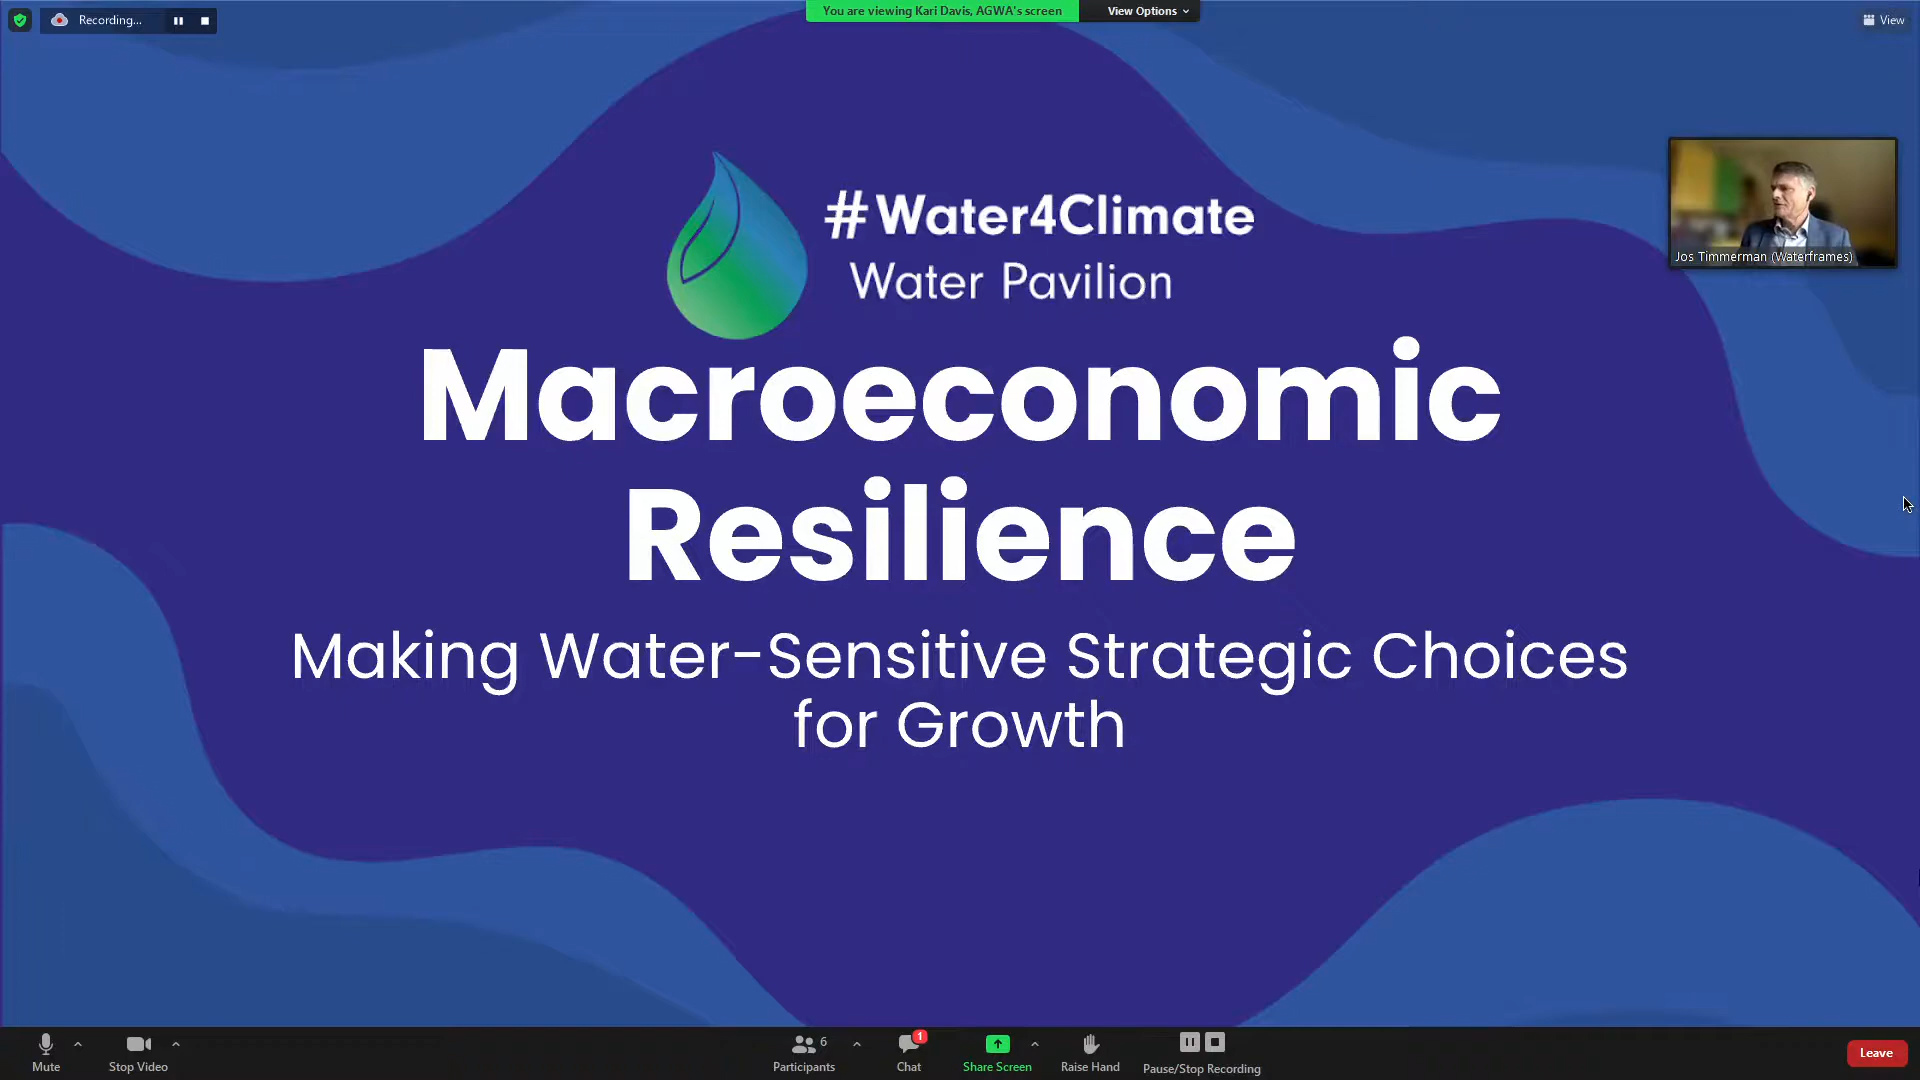 Recording...
You are viewing Kari Davis, AGWA's screen
View Options
View
#Water4Climate
Water Pavilion
Jos Timmerman (Waterframes)
Macroeconomic
Resilience
Making Water-Sensitive Strategic Choices
for Growth
Mute
Stop Video
6
Participants
1
Chat
Share Screen
Raise Hand
Pause/Stop Recording
Leave